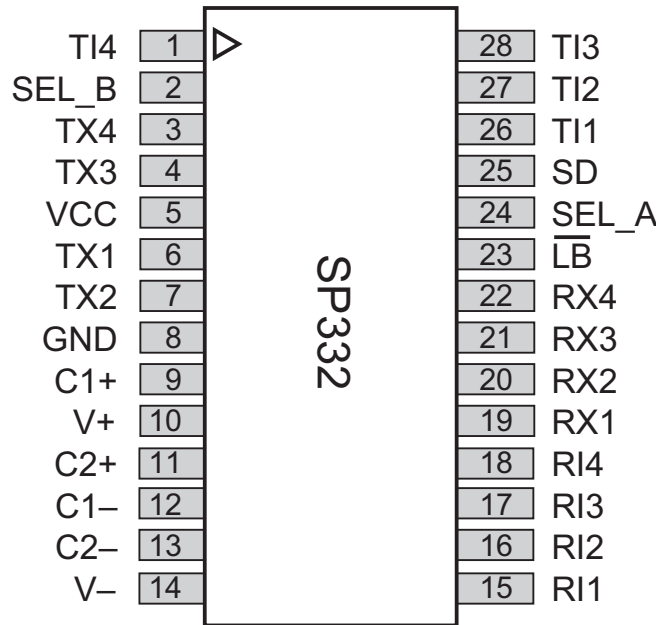 TI4 1 28 TI3
SEL_B 2 27 TI2
TX4 3 26 TI1
TX3 4 25 SD
VCC 5 24 SEL_A
TX1 6 23 L̅B̅
TX2 7 22 RX4
GND 8 21 RX3
C1+ 9 20 RX2
V+ 10 19 RX1
C2+ 11 18 RI4
C1– 12 17 RI3
C2– 13 16 RI2
V– 14 15 RI1
SP332